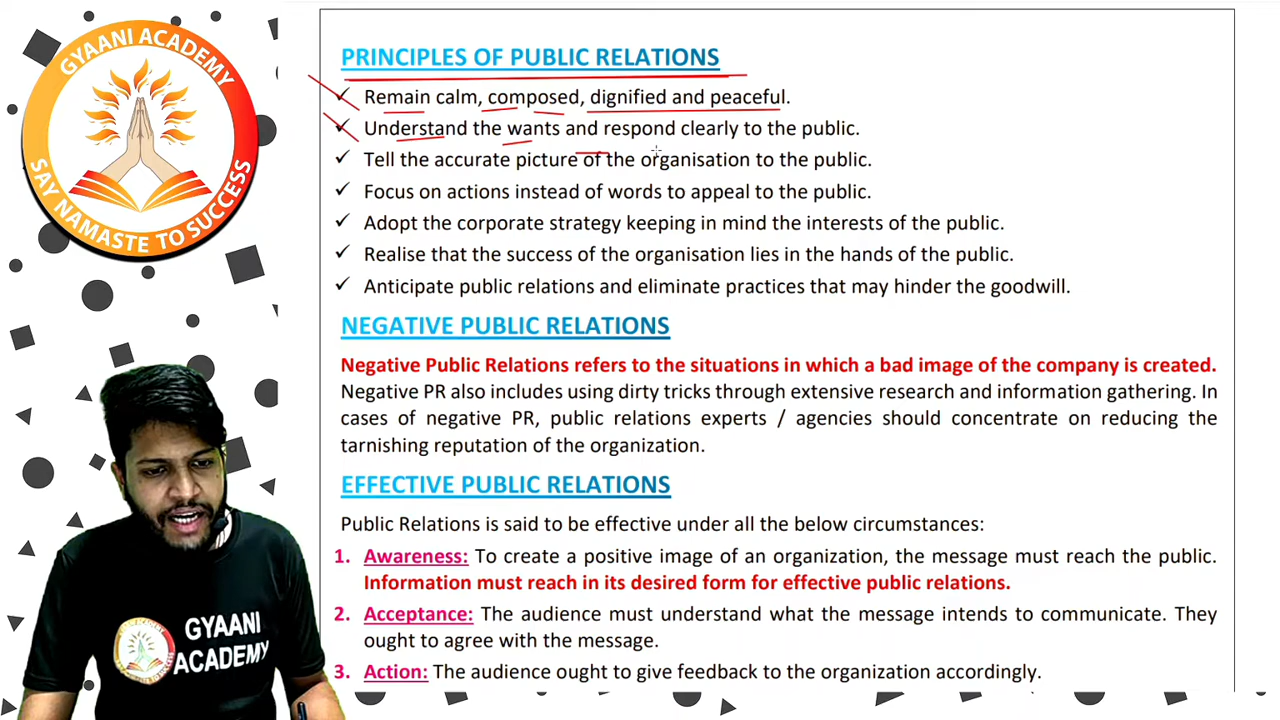 GYAANI ACADEMY
SAY NAMASTE TO SUCCESS
PRINCIPLES OF PUBLIC RELATIONS
✓ Remain calm, composed, dignified and peaceful.
✓ Understand the wants and respond clearly to the public.
✓ Tell the accurate picture of the organisation to the public.
✓ Focus on actions instead of words to appeal to the public.
✓ Adopt the corporate strategy keeping in mind the interests of the public.
✓ Realise that the success of the organisation lies in the hands of the public.
✓ Anticipate public relations and eliminate practices that may hinder the goodwill.
NEGATIVE PUBLIC RELATIONS
Negative Public Relations refers to the situations in which a bad image of the company is created.
Negative PR also includes using dirty tricks through extensive research and information gathering. In
cases of negative PR, public relations experts / agencies should concentrate on reducing the
tarnishing reputation of the organization.
EFFECTIVE PUBLIC RELATIONS
Public Relations is said to be effective under all the below circumstances:
1. Awareness: To create a positive image of an organization, the message must reach the public.
Information must reach in its desired form for effective public relations.
2. Acceptance: The audience must understand what the message intends to communicate. They
ought to agree with the message.
3. Action: The audience ought to give feedback to the organization accordingly.
GYAANI
ACADEMY